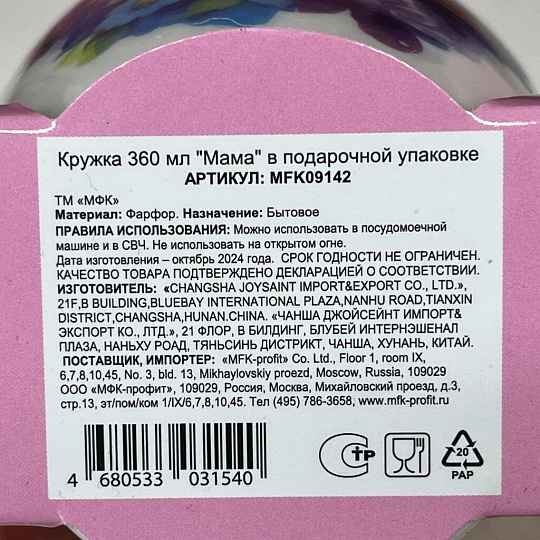 Кружка 360 мл "Мама" в подарочной упаковке
АРТИКУЛ: MFK09142
ТМ «МФК»
Материал: Фарфор. Назначение: Бытовое
ПРАВИЛА ИСПОЛЬЗОВАНИЯ: Можно использовать в посудомоечной
машине и в СВЧ. Не использовать на открытом огне.
Дата изготовления – октябрь 2024 года. СРОК ГОДНОСТИ НЕ ОГРАНИЧЕН.
КАЧЕСТВО ТОВАРА ПОДТВЕРЖДЕНО ДЕКЛАРАЦИЕЙ О СООТВЕТСТВИИ.
ИЗГОТОВИТЕЛЬ: «CHANGSHA JOYSAINT IMPORT&EXPORT CO., LTD.»,
21F,B BUILDING,BLUEBAY INTERNATIONAL PLAZA,NANHU ROAD,TIANXIN
DISTRICT,CHANGSHA,HUNAN.CHINA. «ЧАНША ДЖОЙСЕЙНТ ИМПОРТ&
ЭКСПОРТ КО., ЛТД.», 21 ФЛОР, В БИЛДИНГ, БЛУБЕЙ ИНТЕРНЭШЕНАЛ
ПЛАЗА, НАНЬХУ РОАД, ТЯНЬСИНЬ ДИСТРИКТ, ЧАНША, ХУНАНЬ, КИТАЙ.
ПОСТАВЩИК, ИМПОРТЕР: «MFK-profit» Co. Ltd., Floor 1, room IX,
6,7,8,10,45, No. 3, bld. 13, Mikhaylovskiy proezd, Moscow, Russia, 109029
ООО «МФК-профит», 109029, Россия, Москва, Михайловский проезд, д.3,
стр.13, эт/пом/ком 1/IX/6,7,8,10,45. Тел (495) 786-3658, www.mfk-profit.ru
4 680533 031540
СТР
20
PAP